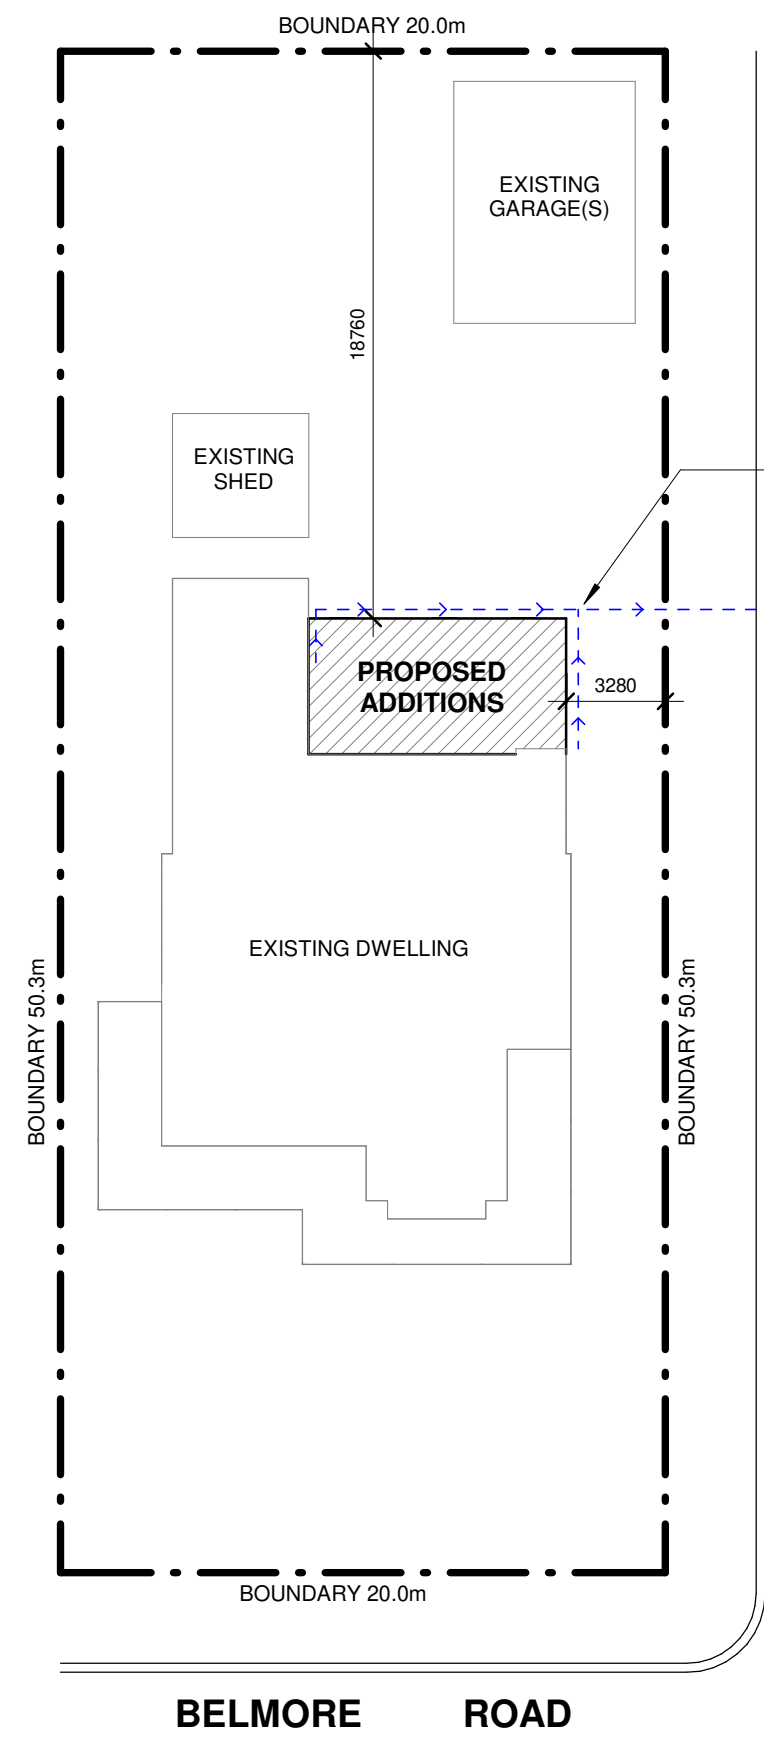 BOUNDARY 20.0m
EXISTING
GARAGE(S)
18760
EXISTING
SHED
PROPOSED
ADDITIONS
3280
EXISTING DWELLING
BOUNDARY 50.3m
BOUNDARY 50.3m
BOUNDARY 20.0m
BELMORE ROAD